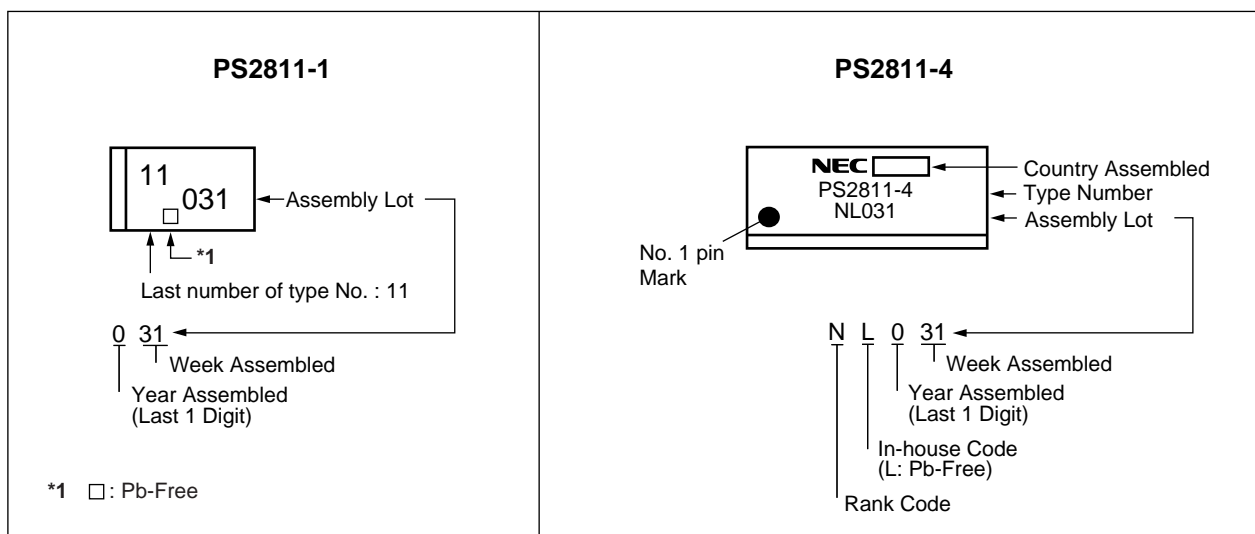 PS2811-1
11
031
Assembly Lot
*1
Last number of type No. : 11
0 31
Week Assembled
Year Assembled
(Last 1 Digit)
*1 □ : Pb-Free
PS2811-4
NEC
Country Assembled
PS2811-4
Type Number
NL031
Assembly Lot
No. 1 pin
Mark
N L 0 31
Week Assembled
Year Assembled
(Last 1 Digit)
In-house Code
(L: Pb-Free)
Rank Code